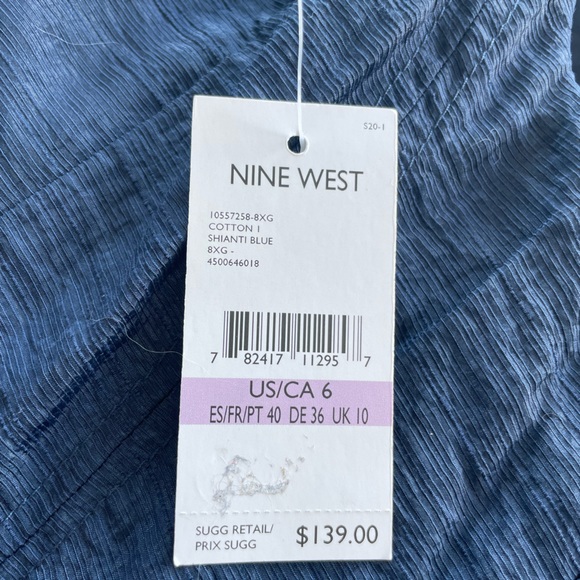 S20-1
NINE WEST
10557258-8XG
COTTON 1
SHIANTI BLUE
8XG -
4500646018
7 82417 11295 7
US/CA 6
ES/FR/PT 40 DE 36 UK 10
SUGG RETAIL/
PRIX SUGG $139.00